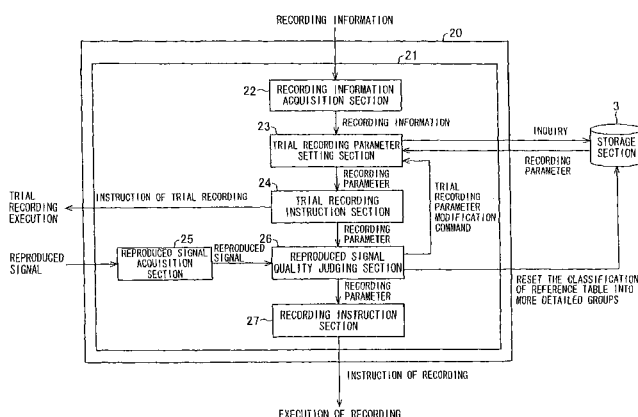 RECORDING INFORMATION
20
21
22
RECORDING INFORMATION
ACQUISITION SECTION
RECORDING INFORMATION
23
TRIAL RECORDING PARAMETER
SETTING SECTION
INQUIRY
RECORDING
PARAMETER
3
STORAGE
SECTION
RECORDING
PARAMETER
TRIAL
RECORDING
PARAMETER
MODIFICATION
COMMAND
24
TRIAL RECORDING
INSTRUCTION SECTION
INSTRUCTION OF TRIAL RECORDING
TRIAL
RECORDING
EXECUTION
RECORDING
PARAMETER
REPRODUCED
SIGNAL
25
REPRODUCED SIGNAL
ACQUISITION
SECTION
REPRODUCED
SIGNAL
26
REPRODUCED SIGNAL
QUALITY JUDGING SECTION
RESET THE CLASSIFICATION
OF REFERENCE TABLE INTO
MORE DETAILED GROUPS
RECORDING
PARAMETER
27
RECORDING INSTRUCTION
SECTION
INSTRUCTION OF RECORDING
EXECUTION OF RECORDING